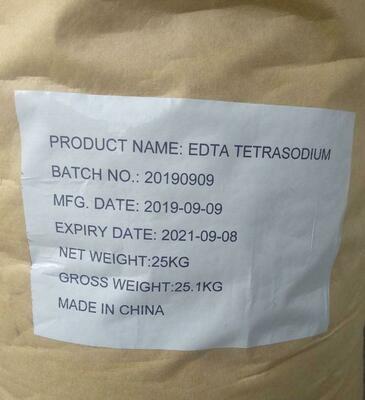 PRODUCT NAME: EDTA TETRASODIUM
BATCH NO.: 20190909
MFG. DATE: 2019-09-09
EXPIRY DATE: 2021-09-08
NET WEIGHT:25KG
GROSS WEIGHT:25.1KG
MADE IN CHINA